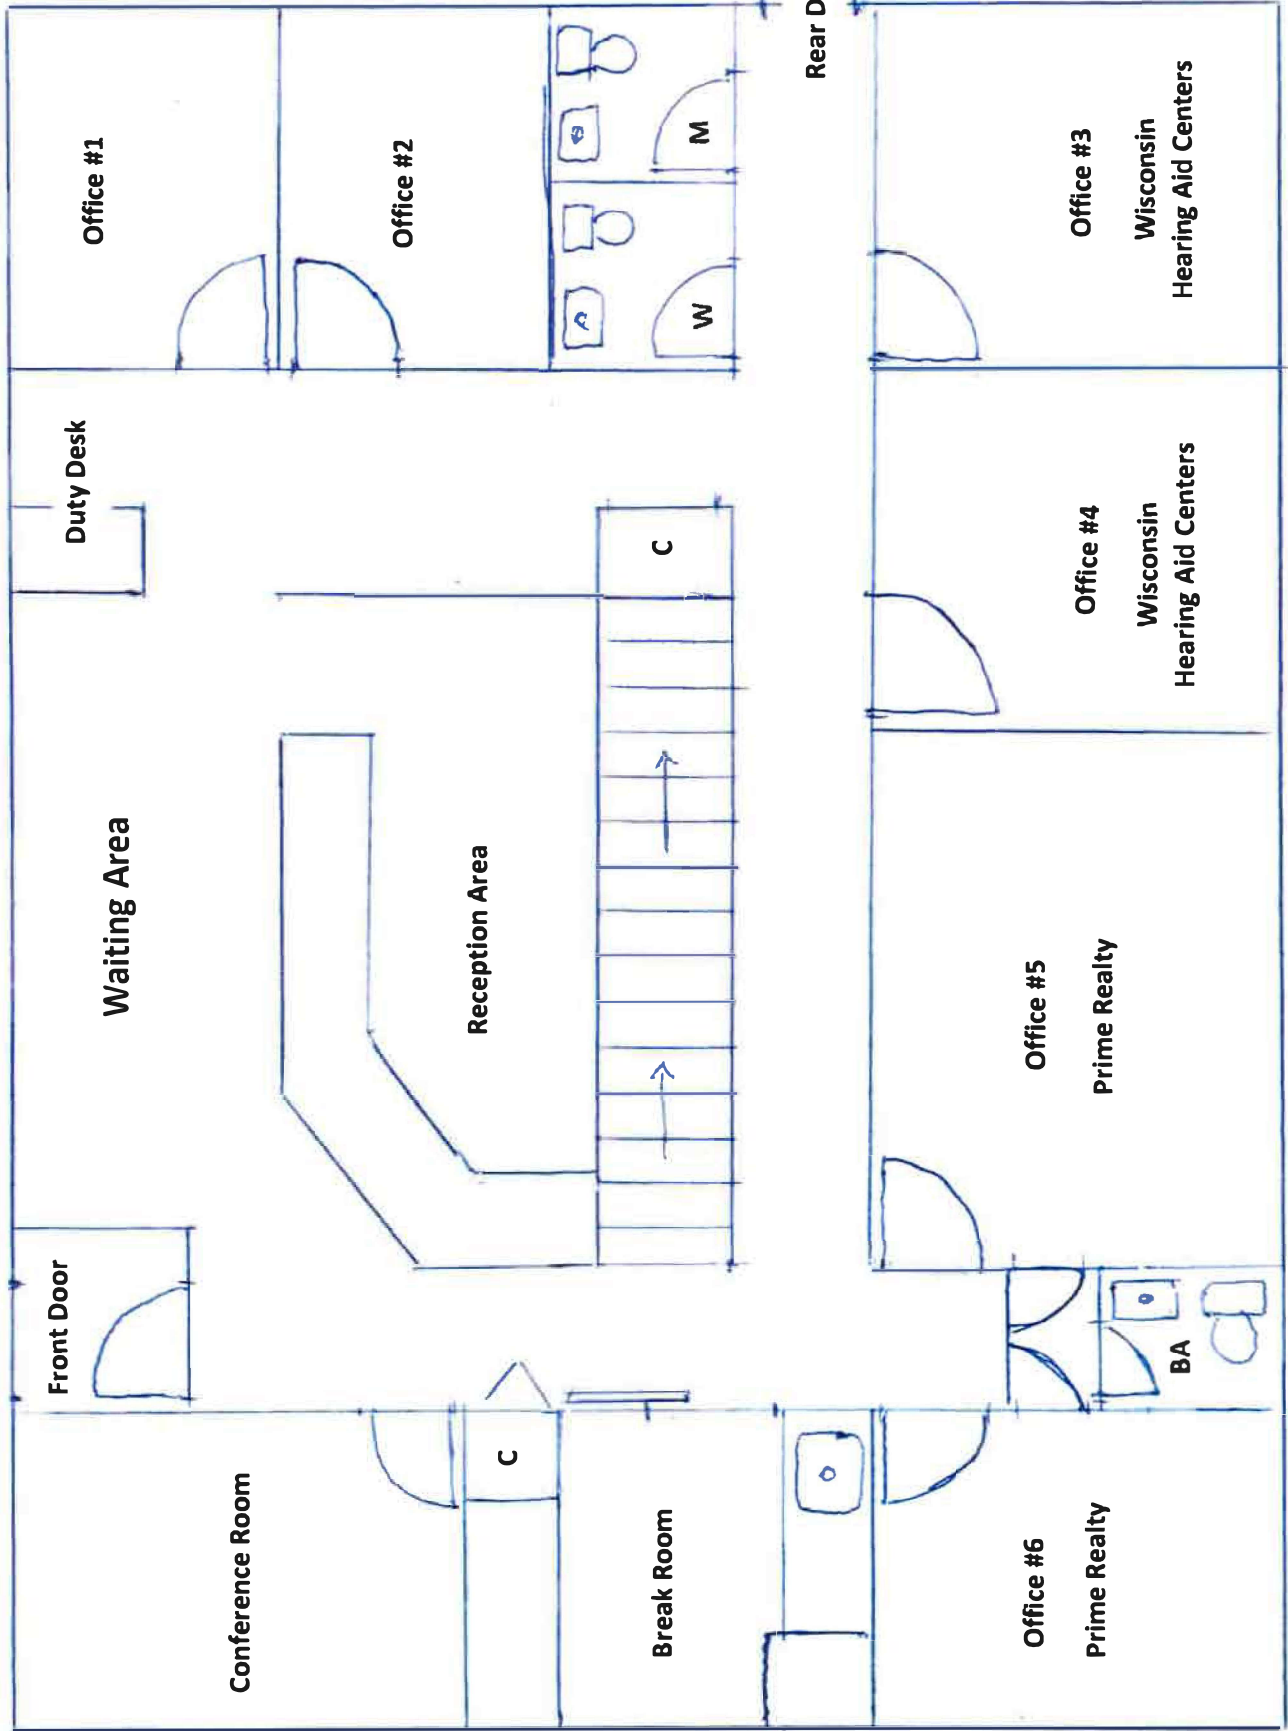 Office #1
Office #2
M
W
Rear D
Office #3
Wisconsin
Hearing Aid Centers
Duty Desk
C
Office #4
Wisconsin
Hearing Aid Centers
Waiting Area
Reception Area
Office #5
Prime Realty
Front Door
BA
Conference Room
C
Break Room
Office #6
Prime Realty